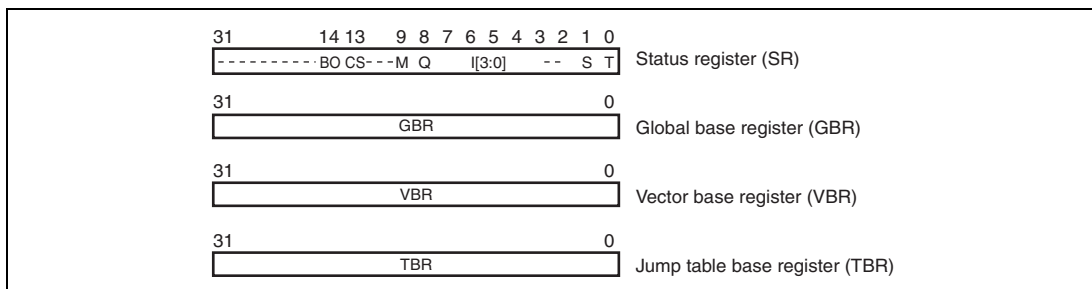 31 14 13 9 8 7 6 5 4 3 2 1 0
- - - - - - - - - - BO CS - - - M Q I[3:0] - - S T Status register (SR)
31 0
GBR Global base register (GBR)
31 0
VBR Vector base register (VBR)
31 0
TBR Jump table base register (TBR)